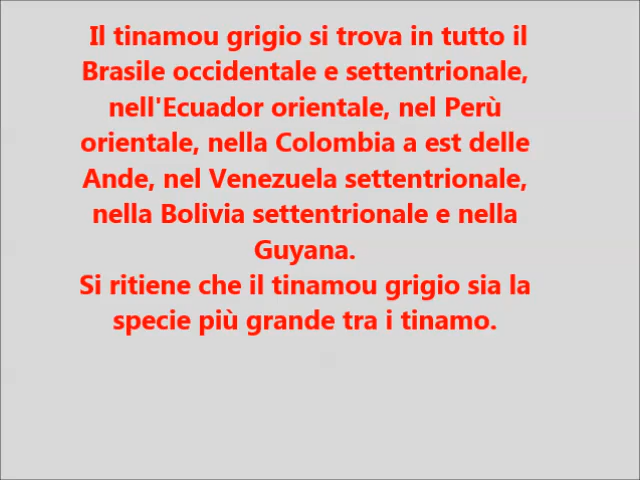 Il tinamou grigio si trova in tutto il
Brasile occidentale e settentrionale,
nell'Ecuador orientale, nel Perù
orientale, nella Colombia a est delle
Ande, nel Venezuela settentrionale,
nella Bolivia settentrionale e nella
Guyana.
Si ritiene che il tinamou grigio sia la
specie più grande tra i tinamo.